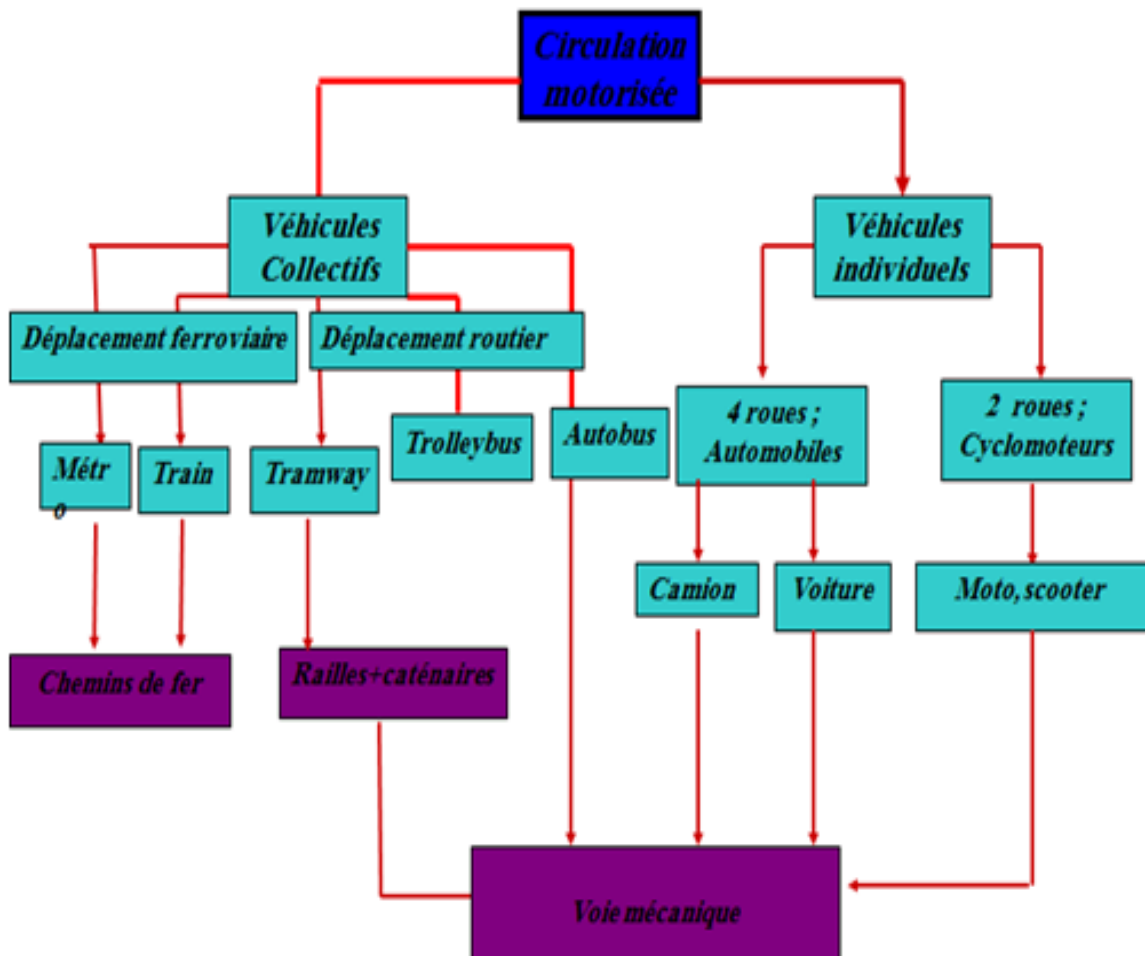 Circulation
motorisée
Véhicules
Collectifs
Véhicules
individuels
Déplacement ferroviaire
Déplacement routier
4 roues ;
Automobiles
2 roues ;
Cyclomoteurs
Métr
o
Train
Tramway
Trolleybus
Autobus
Camion
Voiture
Moto, scooter
Chemins de fer
Railles+caténaires
Voie mécanique